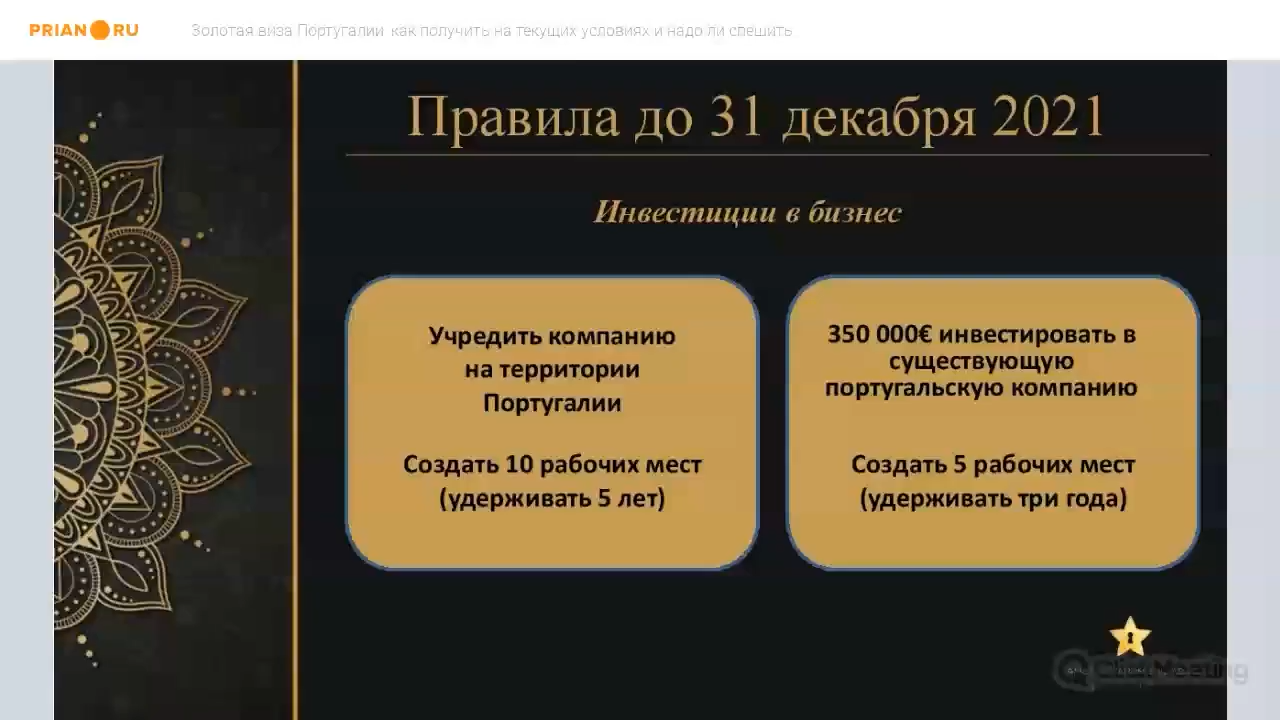 PRIAN.RU
Золотая виза Португалии: как получить на текущих условиях и надо ли спешить
Правила до 31 декабря 2021
Инвестиции в бизнес
Учредить компанию
на территории
Португалии
Создать 10 рабочих мест
(удерживать 5 лет)
350 000€ инвестировать в
существующую
португальскую компанию
Создать 5 рабочих мест
(удерживать три года)
ClickMeeting